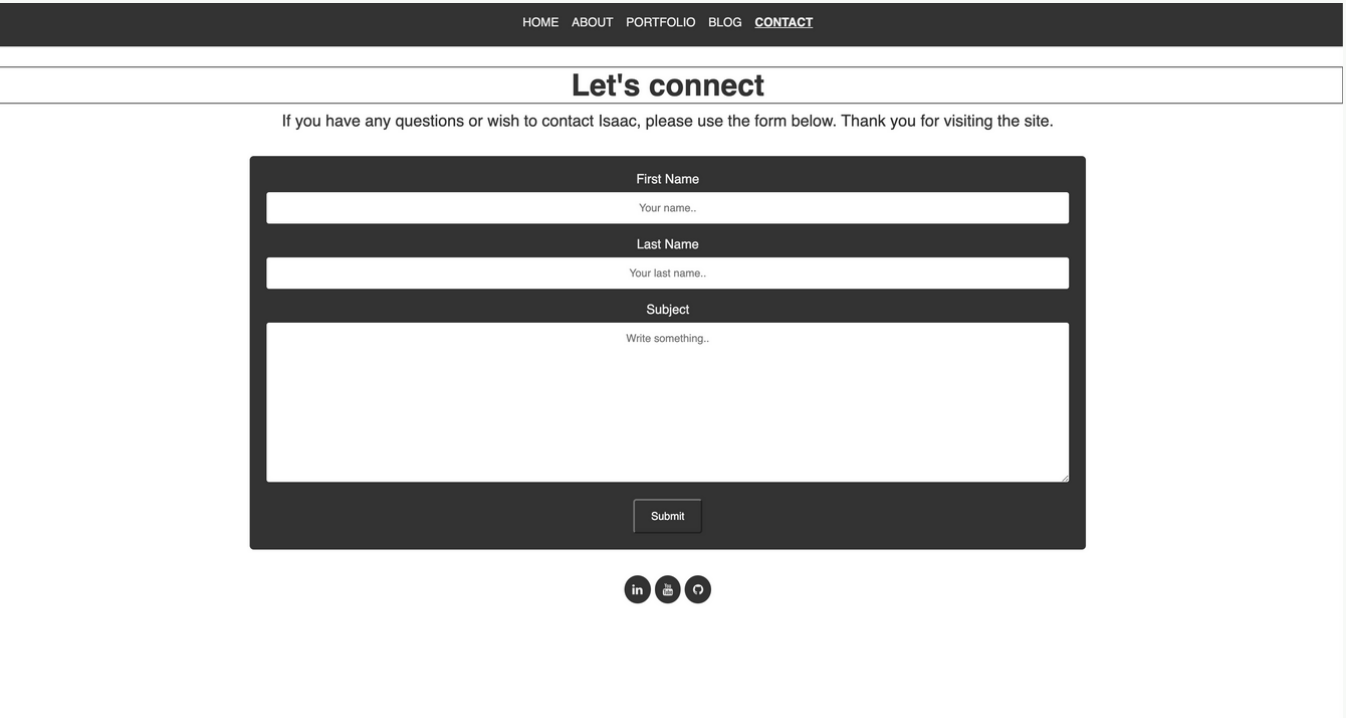 HOME ABOUT PORTFOLIO BLOG CONTACT
Let's connect
If you have any questions or wish to contact Isaac, please use the form below. Thank you for visiting the site.
First Name
Your name..
Last Name
Your last name..
Subject
Write something..
Submit
in You Tube